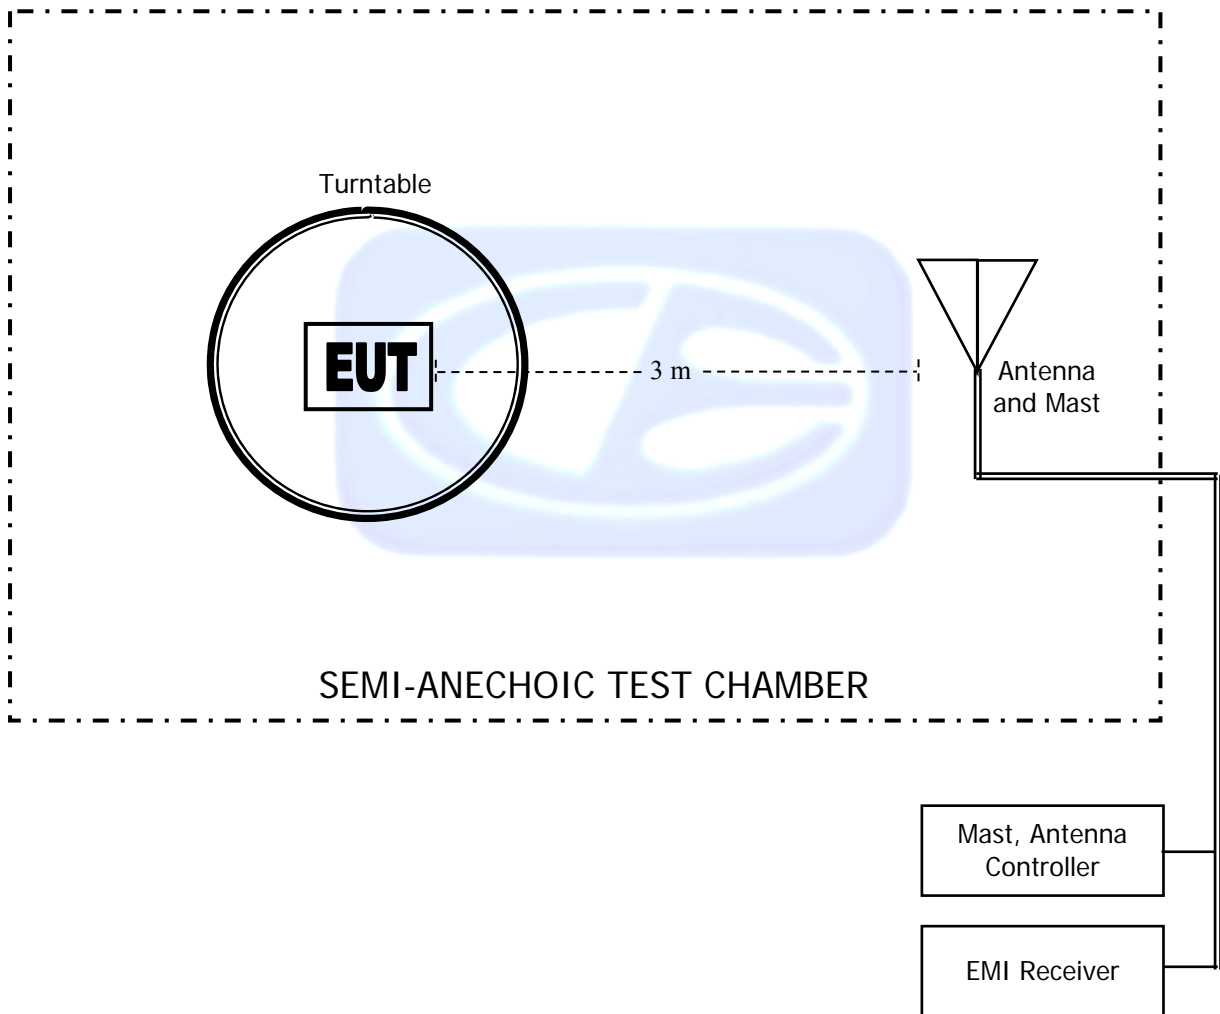 Turntable
EUT
3 m
Antenna
and Mast
SEMI-ANECHOIC TEST CHAMBER
Mast, Antenna
Controller
EMI Receiver